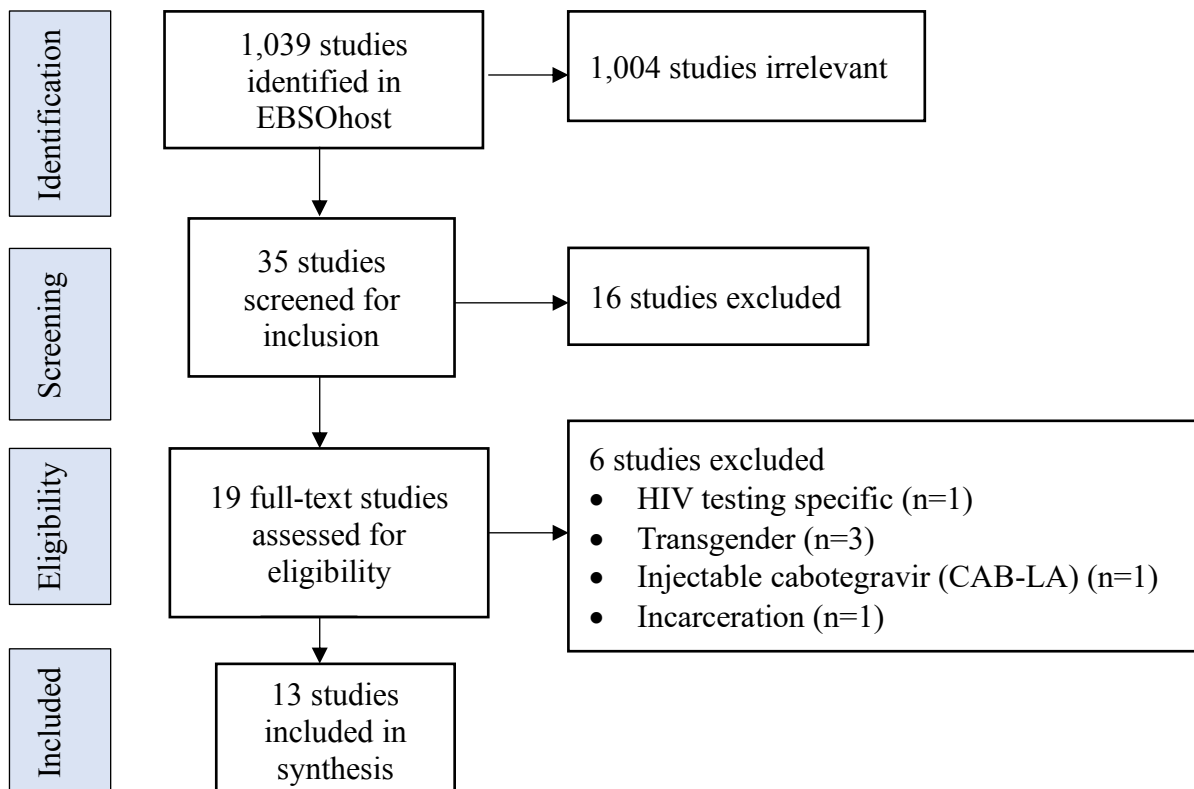 Identification
1,039 studies
identified in
EBSOhost
1,004 studies irrelevant
Screening
35 studies
screened for
inclusion
16 studies excluded
Eligibility
19 full-text studies
assessed for
eligibility
6 studies excluded
• HIV testing specific (n=1)
• Transgender (n=3)
• Injectable cabotegravir (CAB-LA) (n=1)
• Incarceration (n=1)
Included
13 studies
included in
synthesis